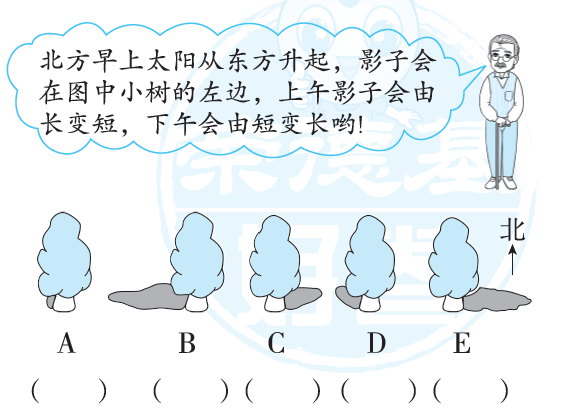 北方早上太阳从东方升起，影子会
在图中小树的左边，上午影子会由
长变短，下午会由短变长哟!
北
A B C D E
(　　) (　　) (　　) (　　) (　　)